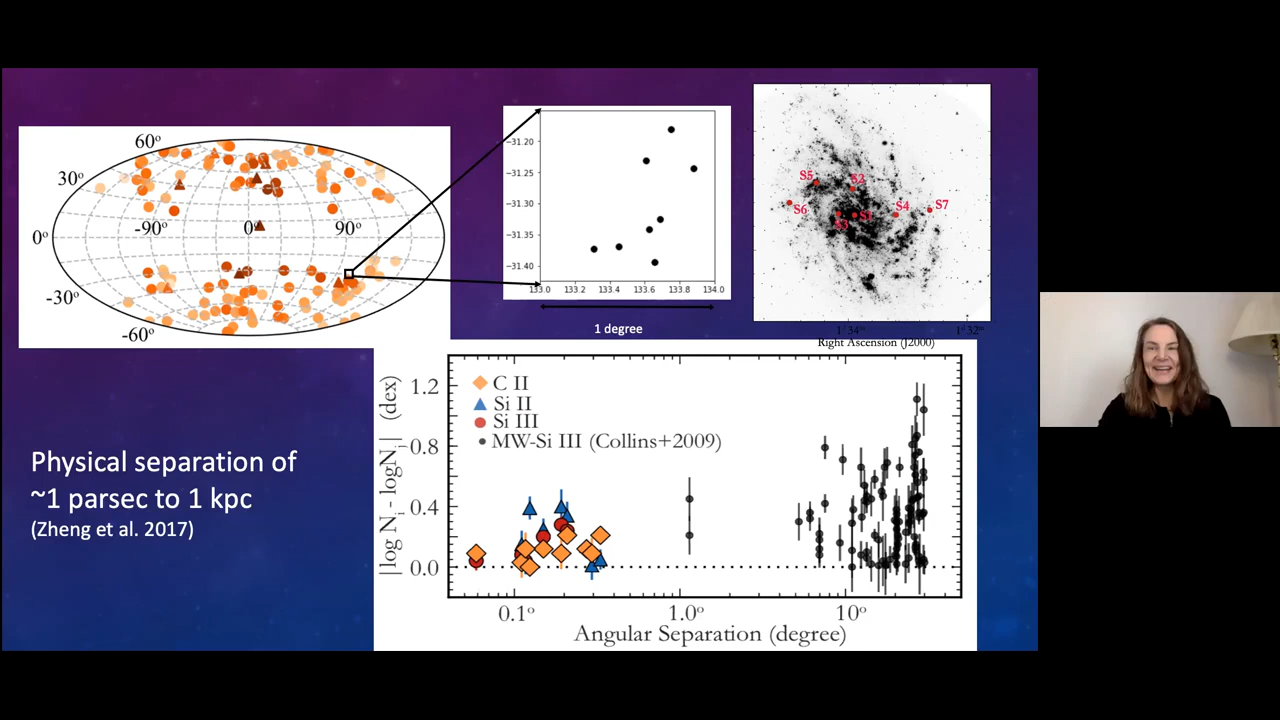 60°
30°
0°
-30°
-60°
-90°
0°
90°
−31.20
−31.25
−31.30
−31.35
−31.40
133.0
133.2
133.4
133.6
133.8
134.0
1 degree
S5
S2
S6
S3
S1
S4
S7
1ʰ34ᵐ
1ʰ32ᵐ
Right Ascension (J2000)
Physical separation of
~1 parsec to 1 kpc
(Zheng et al. 2017)
|log Nᵢ - logNⱼ| (dex)
1.2
0.8
0.4
0.0
C II
Si II
Si III
MW-Si III (Collins+2009)
0.1°
1.0°
10°
Angular Separation (degree)